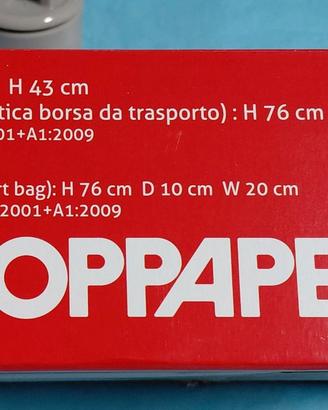 H 43 cm
tica borsa da trasporto) : H 76 cm
01+A1:2009
rt bag): H 76 cm D 10 cm W 20 cm
2001+A1:2009
OPPAPE